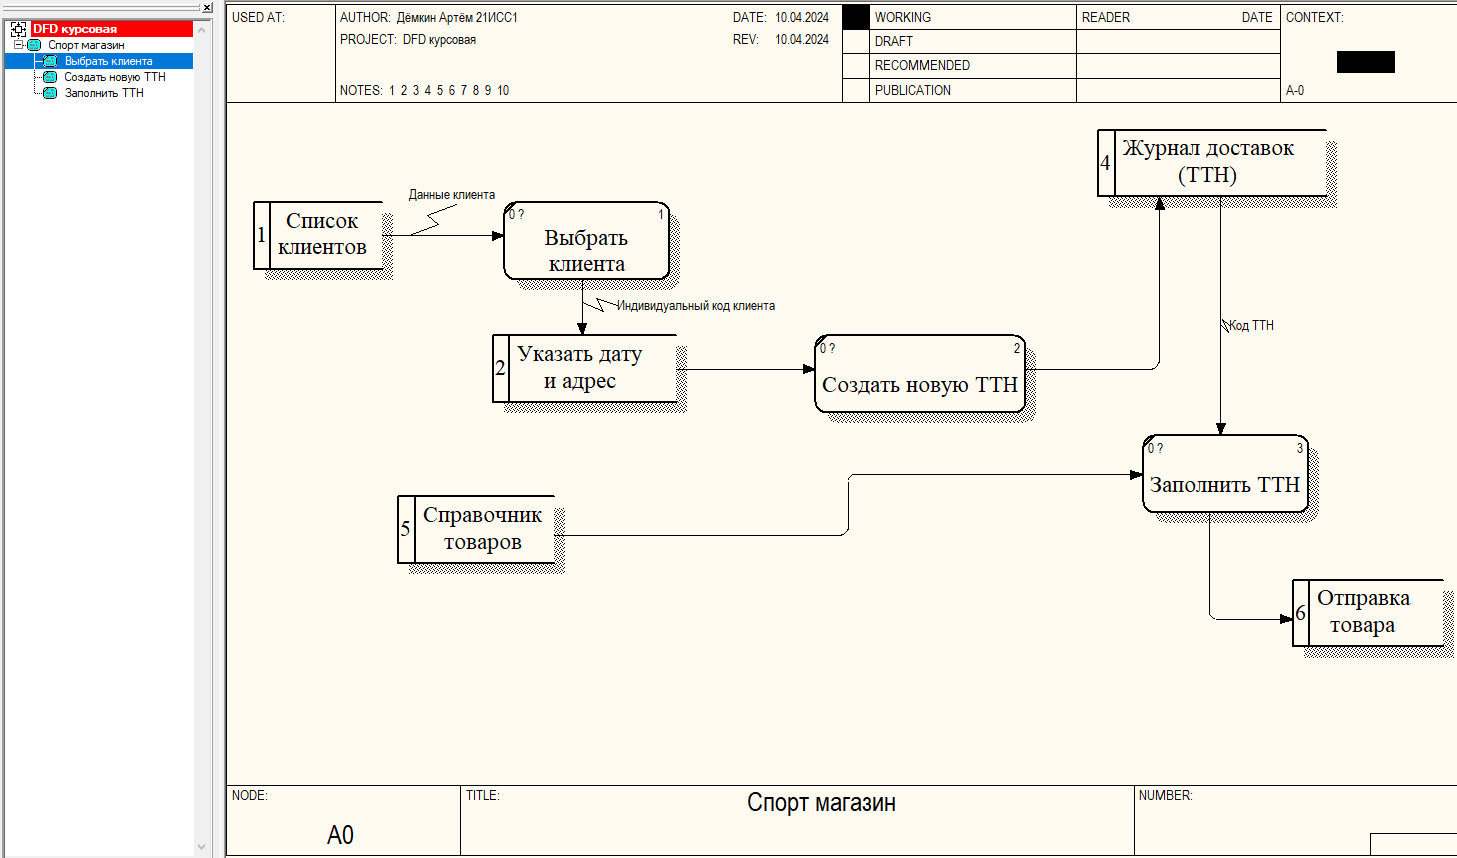 DFD курсовая
Спорт магазин
Выбрать клиента
Создать новую ТТН
Заполнить ТТН
USED AT:
AUTHOR: Дёмкин Артём 21ИСС1
DATE: 10.04.2024
PROJECT: DFD курсовая
REV: 10.04.2024
NOTES: 1 2 3 4 5 6 7 8 9 10
WORKING
DRAFT
RECOMMENDED
PUBLICATION
READER DATE
CONTEXT:
A-0
4
Журнал доставок
(ТТН)
Данные клиента
1
Список
клиентов
0 ? 1
Выбрать
клиента
Индивидуальный код клиента
Код ТТН
2
Указать дату
и адрес
0 ? 2
Создать новую ТТН
0 ? 3
Заполнить ТТН
5
Справочник
товаров
6
Отправка
товара
NODE:
A0
TITLE:
Спорт магазин
NUMBER: